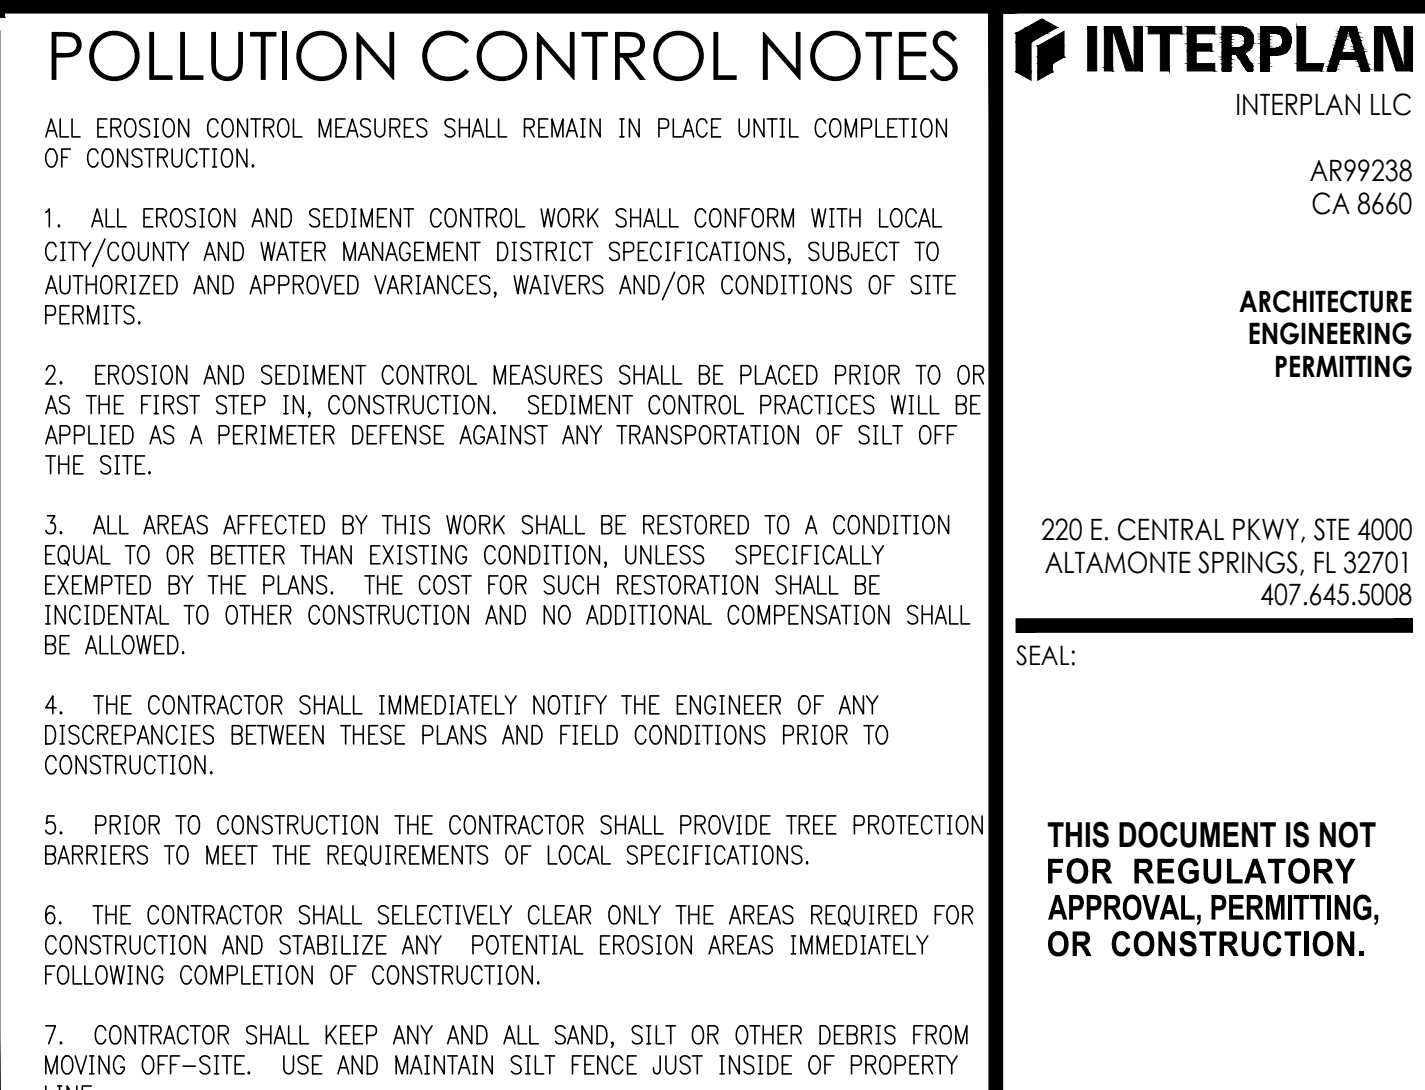 POLLUTION CONTROL NOTES
ALL EROSION CONTROL MEASURES SHALL REMAIN IN PLACE UNTIL COMPLETION
OF CONSTRUCTION.
1. ALL EROSION AND SEDIMENT CONTROL WORK SHALL CONFORM WITH LOCAL
CITY/COUNTY AND WATER MANAGEMENT DISTRICT SPECIFICATIONS, SUBJECT TO
AUTHORIZED AND APPROVED VARIANCES, WAIVERS AND/OR CONDITIONS OF SITE
PERMITS.
2. EROSION AND SEDIMENT CONTROL MEASURES SHALL BE PLACED PRIOR TO OR
AS THE FIRST STEP IN, CONSTRUCTION. SEDIMENT CONTROL PRACTICES WILL BE
APPLIED AS A PERIMETER DEFENSE AGAINST ANY TRANSPORTATION OF SILT OFF
THE SITE.
3. ALL AREAS AFFECTED BY THIS WORK SHALL BE RESTORED TO A CONDITION
EQUAL TO OR BETTER THAN EXISTING CONDITION, UNLESS SPECIFICALLY
EXEMPTED BY THE PLANS. THE COST FOR SUCH RESTORATION SHALL BE
INCIDENTAL TO OTHER CONSTRUCTION AND NO ADDITIONAL COMPENSATION SHALL
BE ALLOWED.
4. THE CONTRACTOR SHALL IMMEDIATELY NOTIFY THE ENGINEER OF ANY
DISCREPANCIES BETWEEN THESE PLANS AND FIELD CONDITIONS PRIOR TO
CONSTRUCTION.
5. PRIOR TO CONSTRUCTION THE CONTRACTOR SHALL PROVIDE TREE PROTECTION
BARRIERS TO MEET THE REQUIREMENTS OF LOCAL SPECIFICATIONS.
6. THE CONTRACTOR SHALL SELECTIVELY CLEAR ONLY THE AREAS REQUIRED FOR
CONSTRUCTION AND STABILIZE ANY POTENTIAL EROSION AREAS IMMEDIATELY
FOLLOWING COMPLETION OF CONSTRUCTION.
7. CONTRACTOR SHALL KEEP ANY AND ALL SAND, SILT OR OTHER DEBRIS FROM
MOVING OFF-SITE. USE AND MAINTAIN SILT FENCE JUST INSIDE OF PROPERTY
INTERPLAN
INTERPLAN LLC
AR99238
CA 8660
ARCHITECTURE
ENGINEERING
PERMITTING
220 E. CENTRAL PKWY, STE 4000
ALTAMONTE SPRINGS, FL 32701
407.645.5008
SEAL:
THIS DOCUMENT IS NOT
FOR REGULATORY
APPROVAL, PERMITTING,
OR CONSTRUCTION.